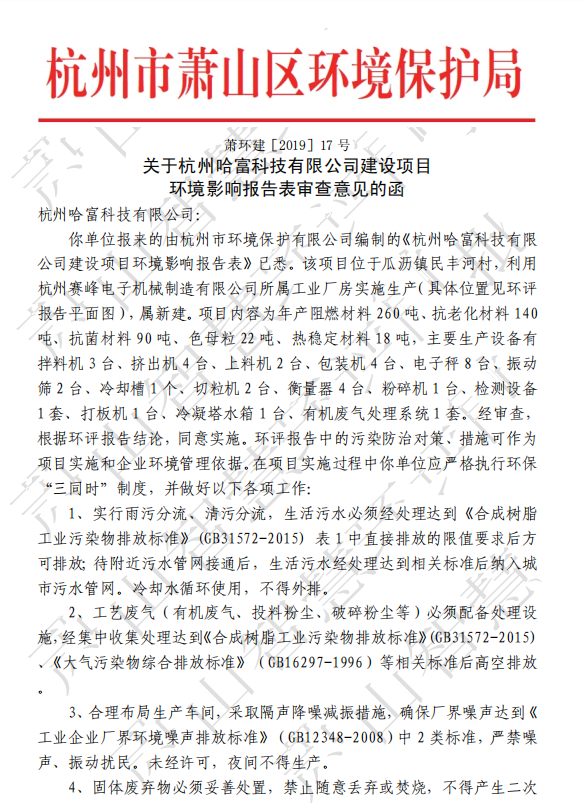 杭州市萧山区环境保护局
萧环建［2019］17 号
关于杭州哈富科技有限公司建设项目
环境影响报告表审查意见的函
杭州哈富科技有限公司：
你单位报来的由杭州市环境保护有限公司编制的《杭州哈富科技有限
公司建设项目环境影响报告表》已悉。该项目位于瓜沥镇民丰河村，利用
杭州赛峰电子机械制造有限公司所属工业厂房实施生产（具体位置见环评
报告平面图），属新建。项目内容为年产阻燃材料 260 吨、抗老化材料 140
吨、抗菌材料 90 吨、色母粒 22 吨、热稳定材料 18 吨，主要生产设备有
拌料机 3 台、挤出机 4 台、上料机 2 台、包装机 4 台、电子秤 8 台、振动
筛 2 台、冷却槽 1 个、切粒机 2 台、衡量器 4 台、粉碎机 1 台、检测设备
1 套、打板机 1 台、冷凝塔水箱 1 台、有机废气处理系统 1 套。经审查，
根据环评报告结论，同意实施。环评报告中的污染防治对策、措施可作为
项目实施和企业环境管理依据。在项目实施过程中你单位应严格执行环保
“三同时”制度，并做好以下各项工作：
1、实行雨污分流、清污分流，生活污水必须经处理达到《合成树脂
工业污染物排放标准》(GB31572-2015) 表 1 中直接排放的限值要求后方
可排放；待附近污水管网接通后，生活污水经处理达到相关标准后纳入城
市污水管网。冷却水循环使用，不得外排。
2、工艺废气（有机废气、投料粉尘、破碎粉尘等）必须配备处理设
施，经集中收集处理达到《合成树脂工业污染物排放标准》(GB31572-2015)
、《大气污染物综合排放标准》（GB16297-1996）等相关标准后高空排放
。
3、合理布局生产车间，采取隔声降噪减振措施，确保厂界噪声达到《
工业企业厂界环境噪声排放标准》（GB12348-2008）中 2 类标准，严禁噪
声、振动扰民。未经许可，夜间不得生产。
4、固体废弃物必须妥善处置，禁止随意丢弃或焚烧，不得产生二次